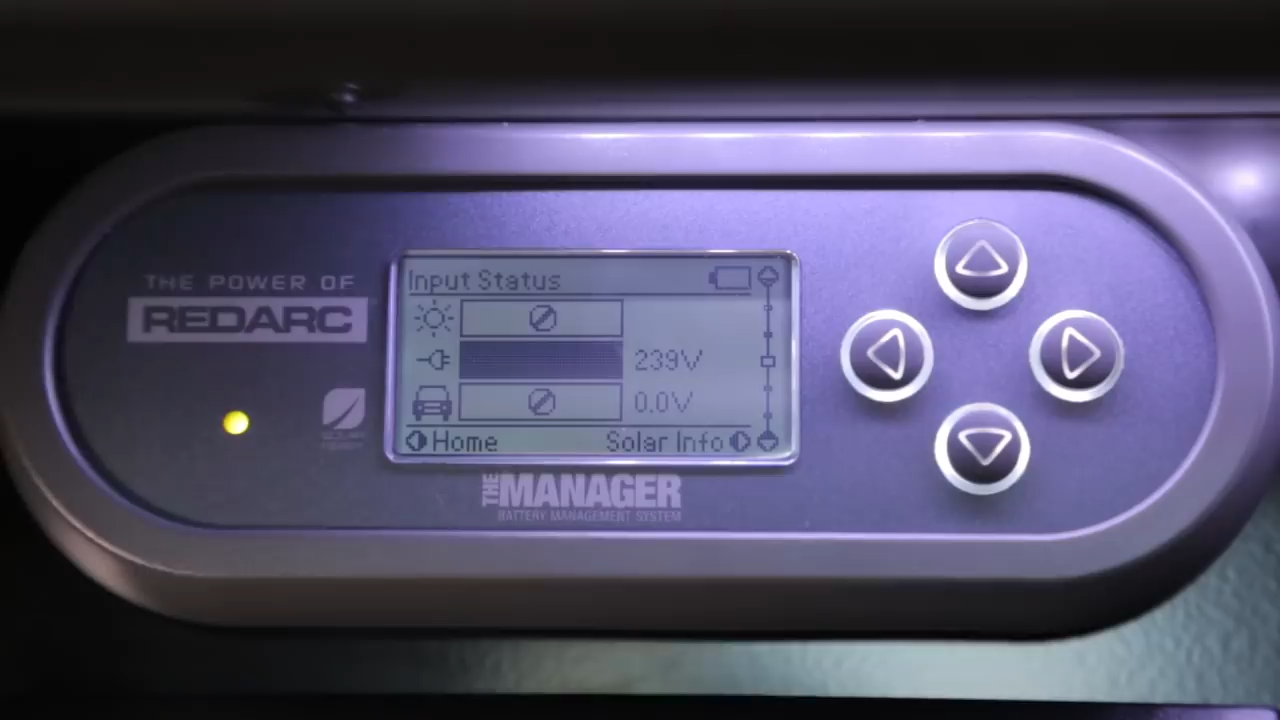 THE POWER OF
REDARC
Input Status
239V
0.0V
Home
Solar Info
THE MANAGER
BATTERY MANAGEMENT SYSTEM